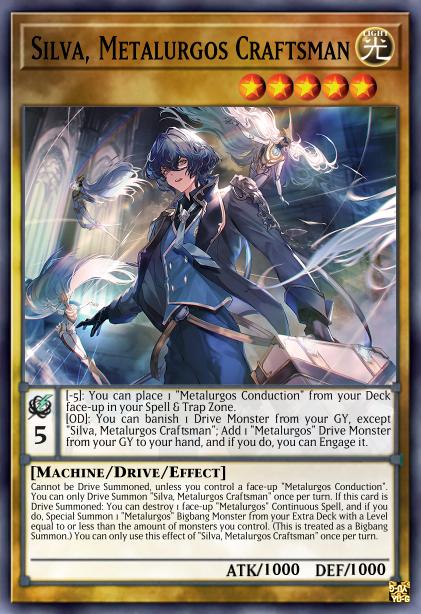 SILVA, METALURGOS CRAFTSMAN
LIGHT
光
[-5]: You can place 1 "Metalurgos Conduction" from your Deck
face-up in your Spell & Trap Zone.
[OD]: You can banish 1 Drive Monster from your GY, except
"Silva, Metalurgos Craftsman"; Add 1 "Metalurgos" Drive Monster
from your GY to your hand, and if you do, you can Engage it.
5
[MACHINE/DRIVE/EFFECT]
Cannot be Drive Summoned, unless you control a face-up "Metalurgos Conduction".
You can only Drive Summon "Silva, Metalurgos Craftsman" once per turn. If this card is
Drive Summoned: You can destroy 1 face-up "Metalurgos" Continuous Spell, and if you
do, Special Summon 1 "Metalurgos" Bigbang Monster from your Extra Deck with a Level
equal to or less than the amount of monsters you control. (This is treated as a Bigbang
Summon.) You can only use this effect of "Silva, Metalurgos Craftsman" once per turn.
ATK/1000 DEF/1000